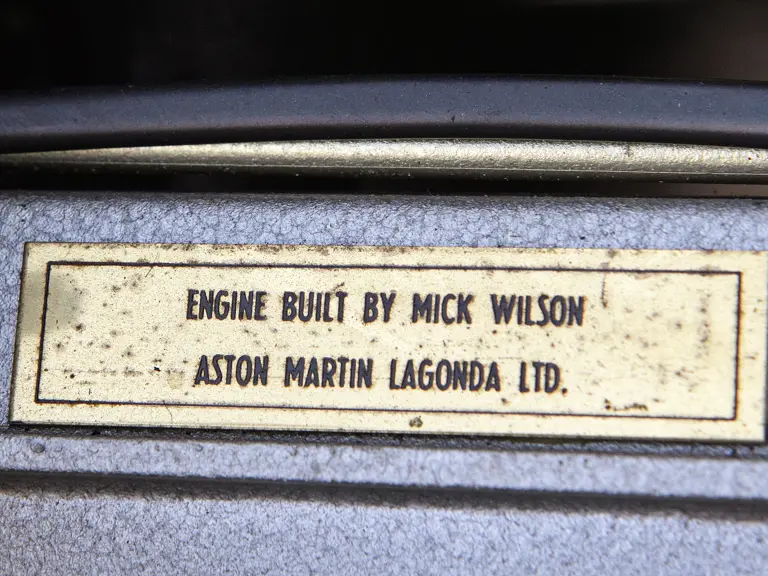 ENGINE BUILT BY MICK WILSON
ASTON MARTIN LAGONDA LTD.